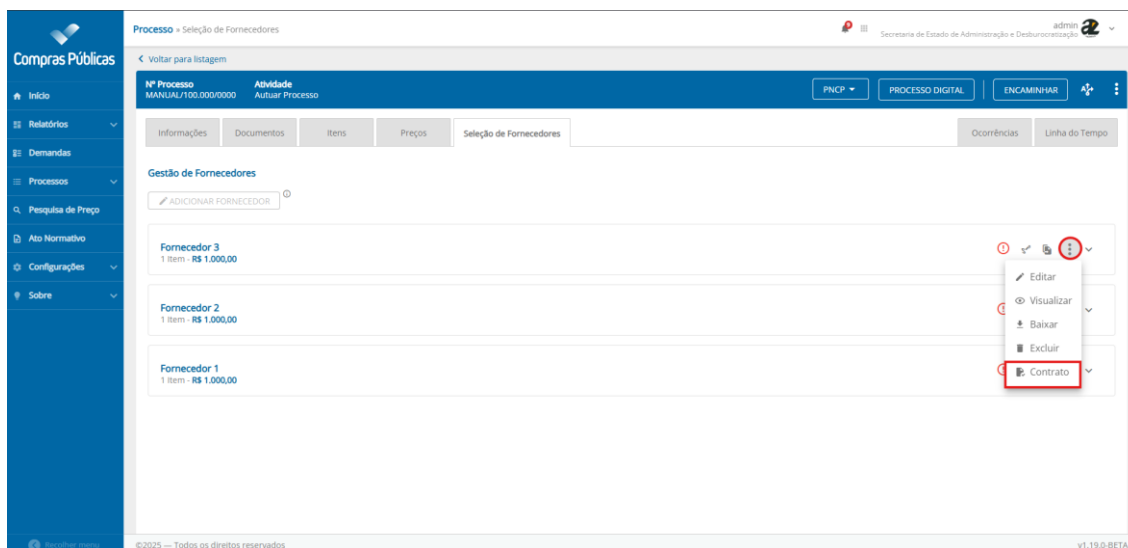 Compras Públicas
Início
Relatórios
Demandas
Processos
Pesquisa de Preço
Ato Normativo
Configurações
Sobre
Recolher menu
Processo » Seleção de Fornecedores
admin
Secretaria de Estado de Administração e Desburocratização
Voltar para listagem
Nº Processo
MANUAL/100.000/0000
Atividade
Autuar Processo
PNCP
PROCESSO DIGITAL
ENCAMINHAR
Informações
Documentos
Itens
Preços
Seleção de Fornecedores
Ocorrências
Linha do Tempo
Gestão de Fornecedores
ADICIONAR FORNECEDOR
Fornecedor 3
1 Item - R$ 1.000,00
Editar
Visualizar
Baixar
Excluir
Contrato
Fornecedor 2
1 Item - R$ 1.000,00
Fornecedor 1
1 Item - R$ 1.000,00
©2025 — Todos os direitos reservados
v1.19.0-BETA